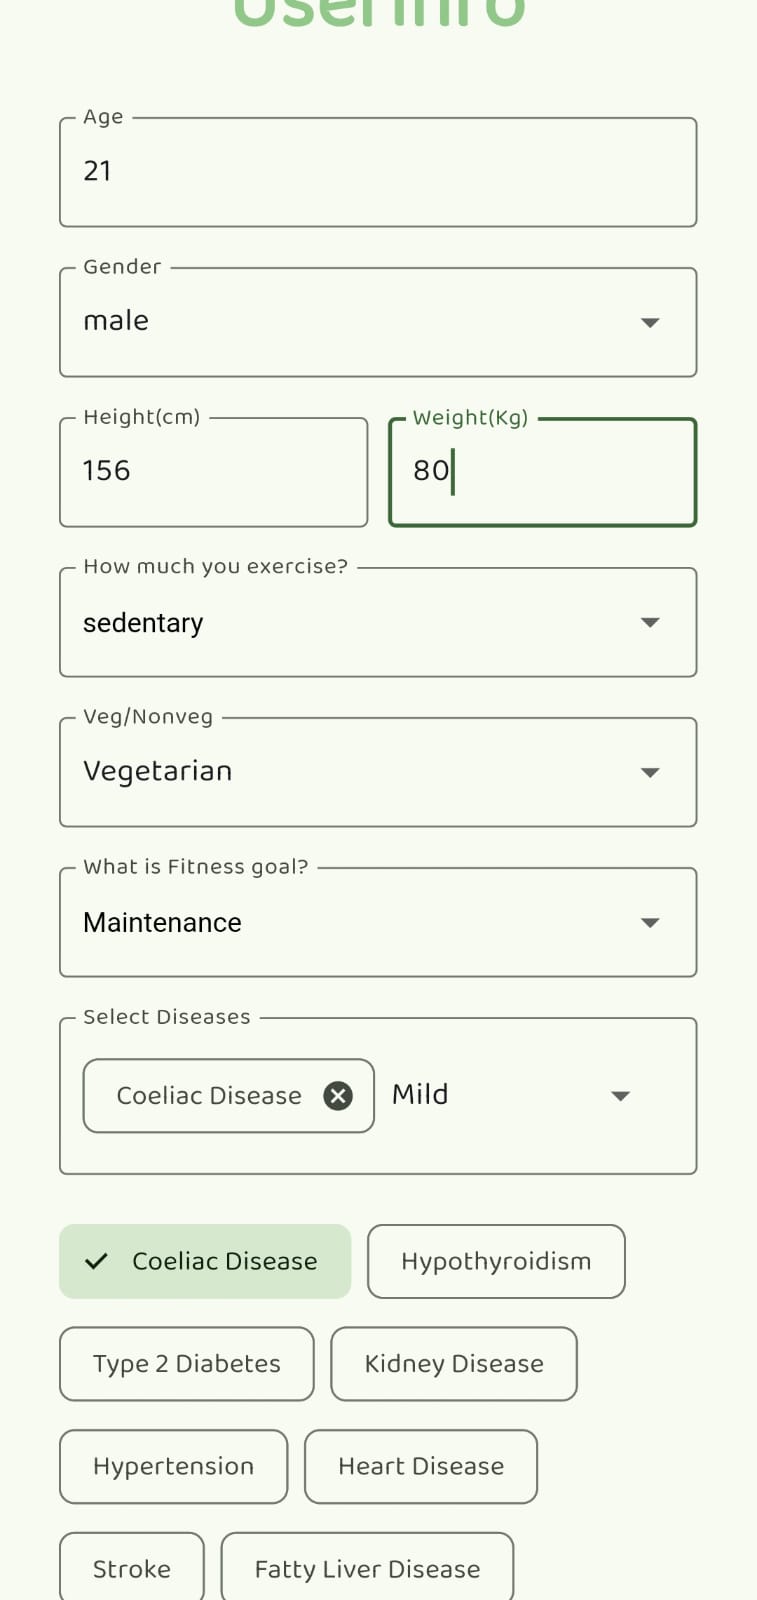 User Info
Age
21
Gender
male
Height(cm) Weight(Kg)
156 80
How much you exercise?
sedentary
Veg/Nonveg
Vegetarian
What is Fitness goal?
Maintenance
Select Diseases
Coeliac Disease Mild
Coeliac Disease Hypothyroidism
Type 2 Diabetes Kidney Disease
Hypertension Heart Disease
Stroke Fatty Liver Disease